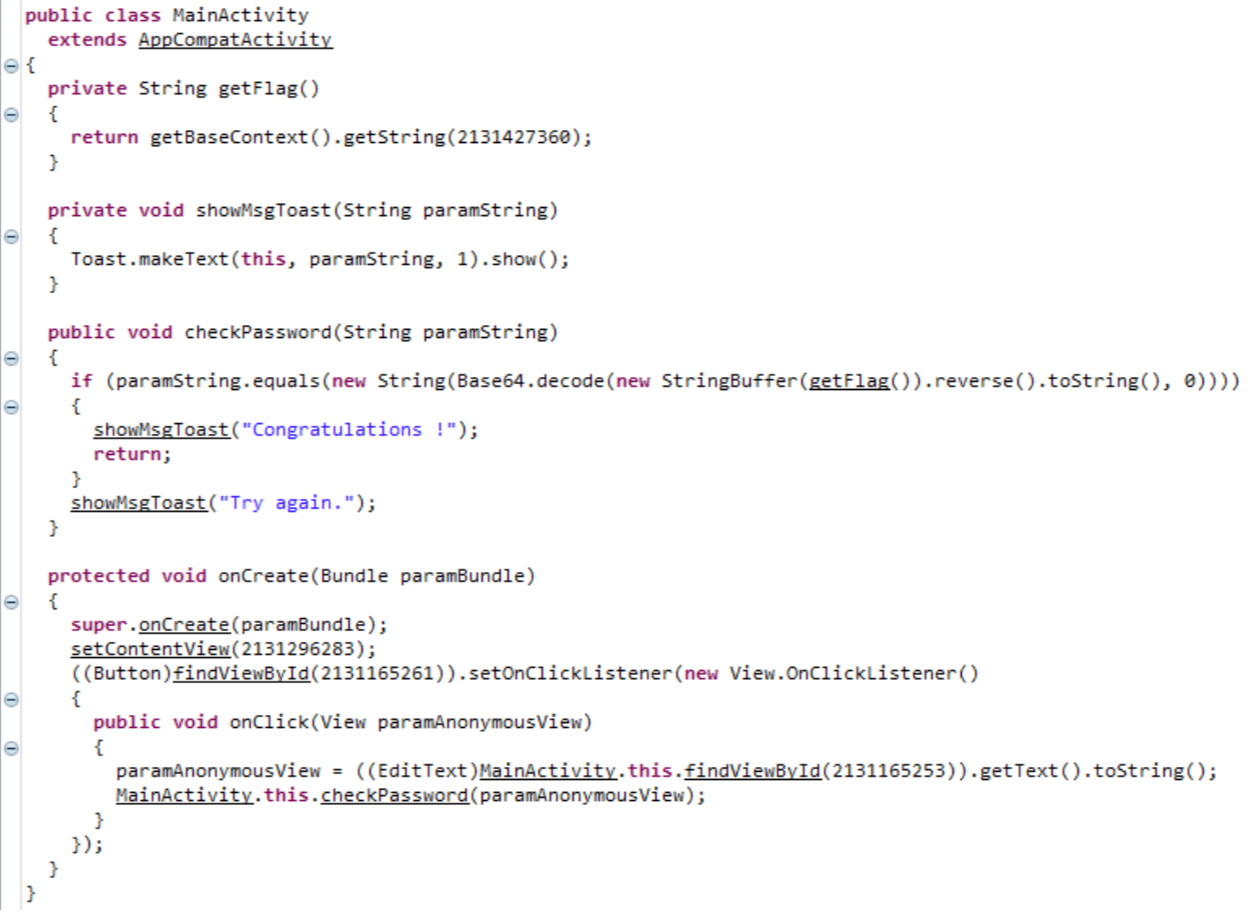 public class MainActivity
extends AppCompatActivity
{
private String getFlag()
{
return getBaseContext().getString(2131427360);
}
private void showMsgToast(String paramString)
{
Toast.makeText(this, paramString, 1).show();
}
public void checkPassword(String paramString)
{
if (paramString.equals(new String(Base64.decode(new StringBuffer(getFlag()).reverse().toString(), 0))))
{
showMsgToast("Congratulations !");
return;
}
showMsgToast("Try again.");
}
protected void onCreate(Bundle paramBundle)
{
super.onCreate(paramBundle);
setContentView(2131296283);
((Button)findViewById(2131165261)).setOnClickListener(new View.OnClickListener()
{
public void onClick(View paramAnonymousView)
{
paramAnonymousView = ((EditText)MainActivity.this.findViewById(2131165253)).getText().toString();
MainActivity.this.checkPassword(paramAnonymousView);
}
});
}
}